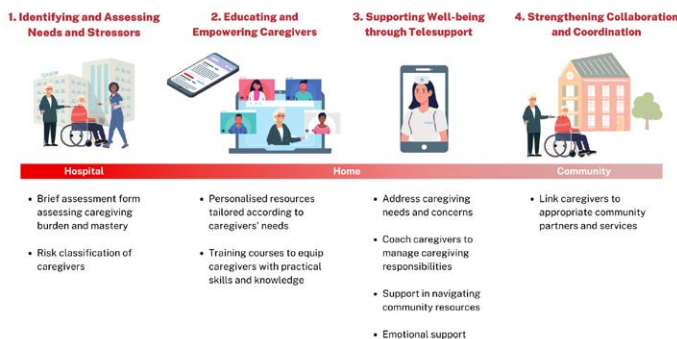 1. Identifying and Assessing
Needs and Stressors
2. Educating and
Empowering Caregivers
3. Supporting Well-being
through Telesupport
4. Strengthening Collaboration
and Coordination
Hospital
Home
Community
• Brief assessment form
assessing caregiving
burden and mastery
• Risk classification of
caregivers
• Personalised resources
tailored according to
caregivers' needs
• Training courses to equip
caregivers with practical
skills and knowledge
• Address caregiving
needs and concerns
• Coach caregivers to
manage caregiving
responsibilities
• Support in navigating
community resources
• Emotional support
• Link caregivers to
appropriate community
partners and services